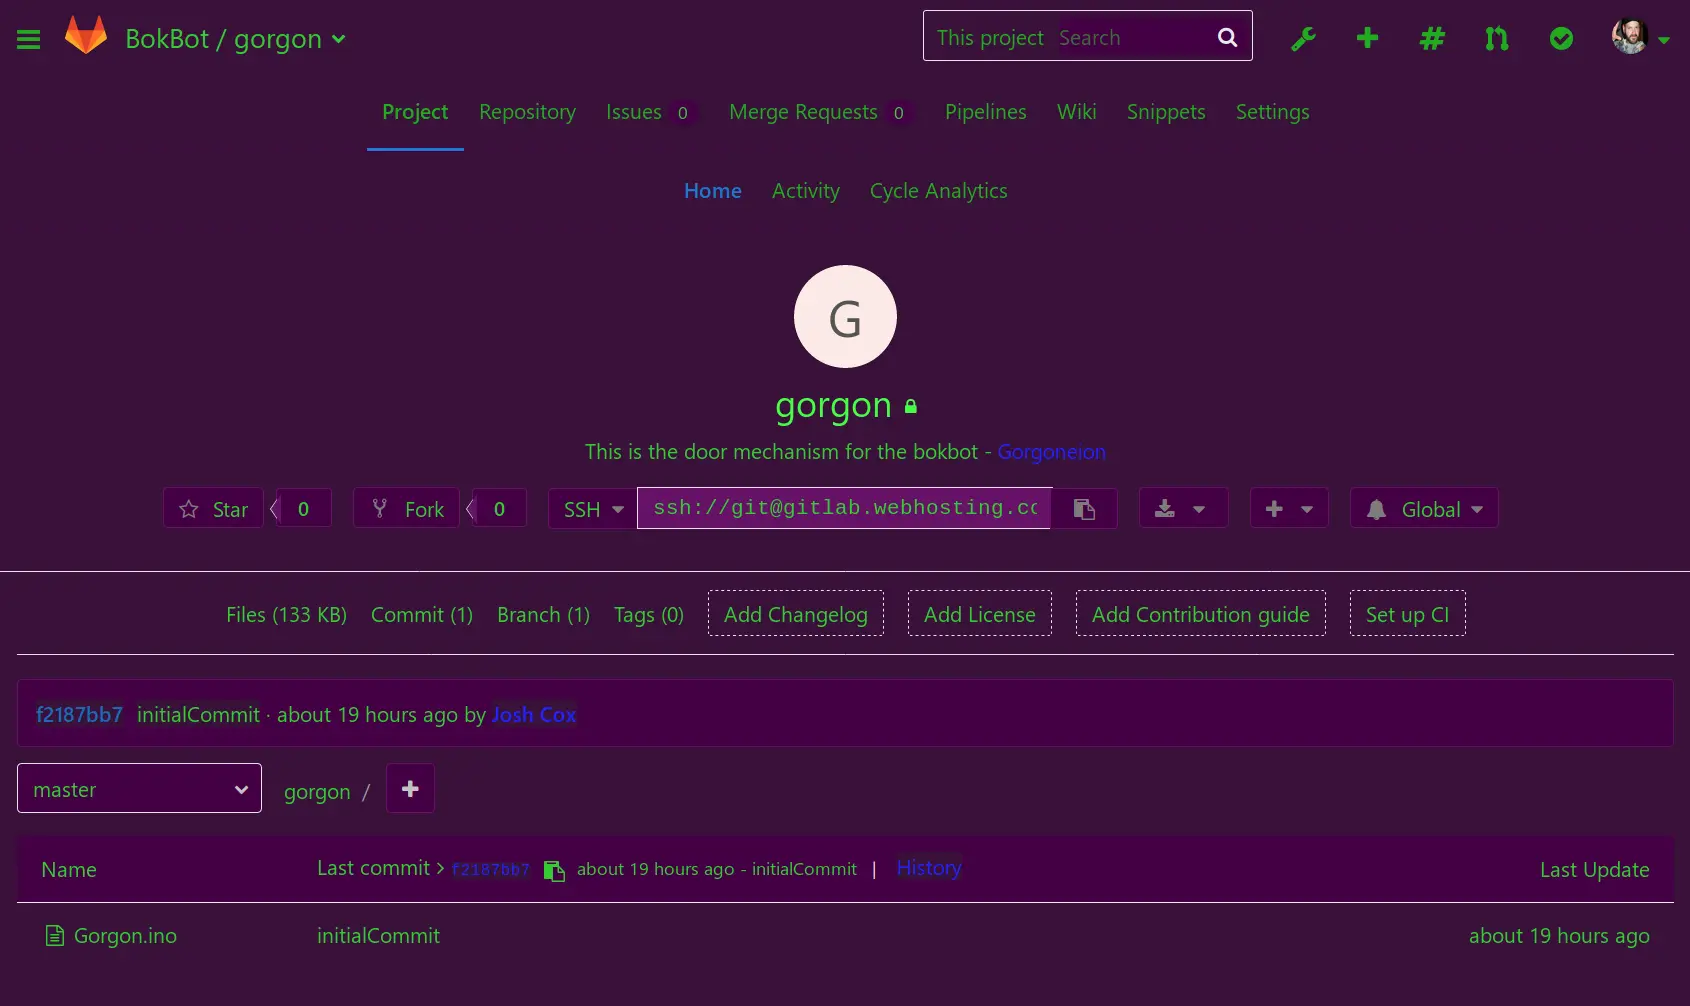 BokBot / gorgon
This project Search
Project Repository Issues 0 Merge Requests 0 Pipelines Wiki Snippets Settings
Home Activity Cycle Analytics
G
gorgon
This is the door mechanism for the bokbot - Gorgoneion
Star 0 Fork 0 SSH ssh://git@gitlab.webhosting.cc Global
Files (133 KB) Commit (1) Branch (1) Tags (0) Add Changelog Add License Add Contribution guide Set up CI
f2187bb7 initialCommit · about 19 hours ago by Josh Cox
master gorgon / +
Name Last commit > f2187bb7 about 19 hours ago - initialCommit | History Last Update
Gorgon.ino initialCommit about 19 hours ago